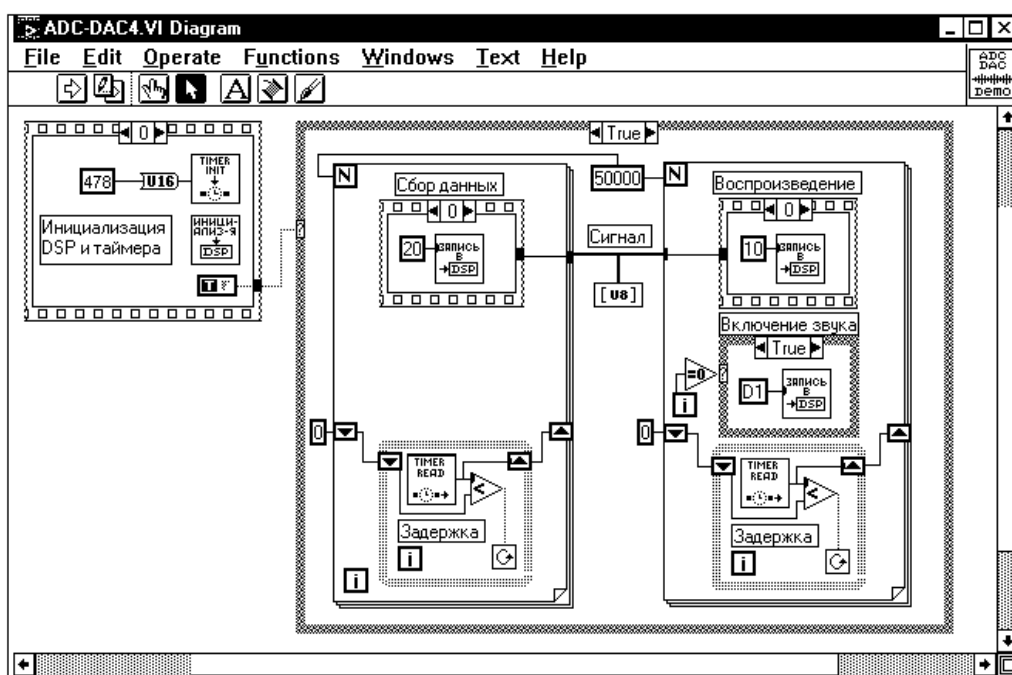 ADC-DAC4.VI Diagram
File Edit Operate Functions Windows Text Help
ADC
DAC
Demo
A
0
478
U16
TIMER
INIT
Инициализация
DSP и таймера
ИНИЦИ-
АЛИЗ-Я
DSP
T F
True
?
N
50000
N
Сбор данных
0
20
ЗАПИСЬ
В
DSP
Сигнал
[U8]
Воспроизведение
0
10
ЗАПИСЬ
В
DSP
Включение звука
True
=0
?
i
D1
ЗАПИСЬ
В
DSP
0
TIMER
READ
<
Задержка
i
i
0
TIMER
READ
<
Задержка
i